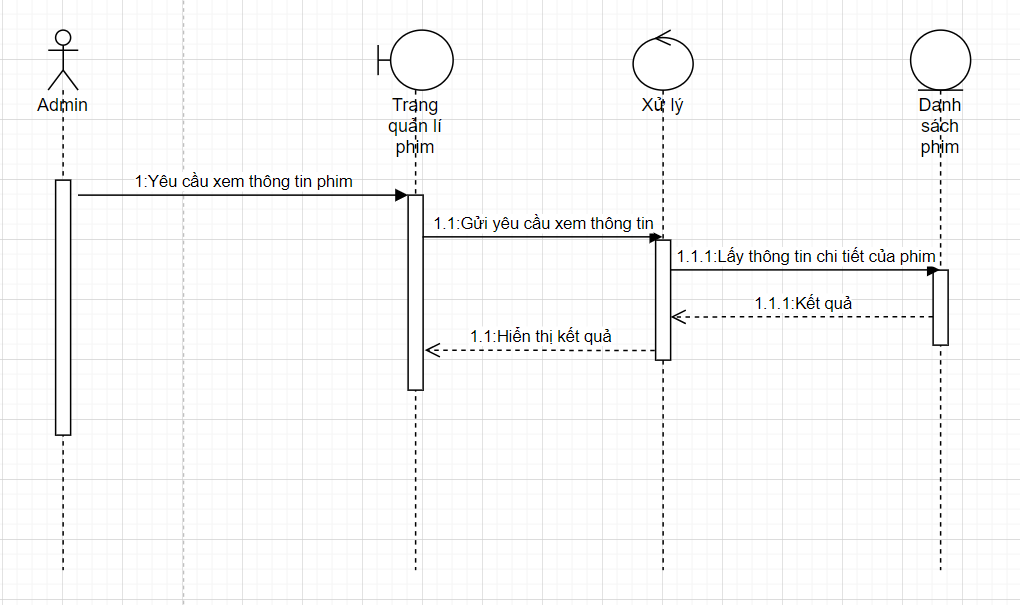 Admin
Trang
quản lí
phim
Xử lý
Danh
sách
phim
1:Yêu cầu xem thông tin phim
1.1:Gửi yêu cầu xem thông tin
1.1.1:Lấy thông tin chi tiết của phim
1.1.1:Kết quả
1.1:Hiển thị kết quả